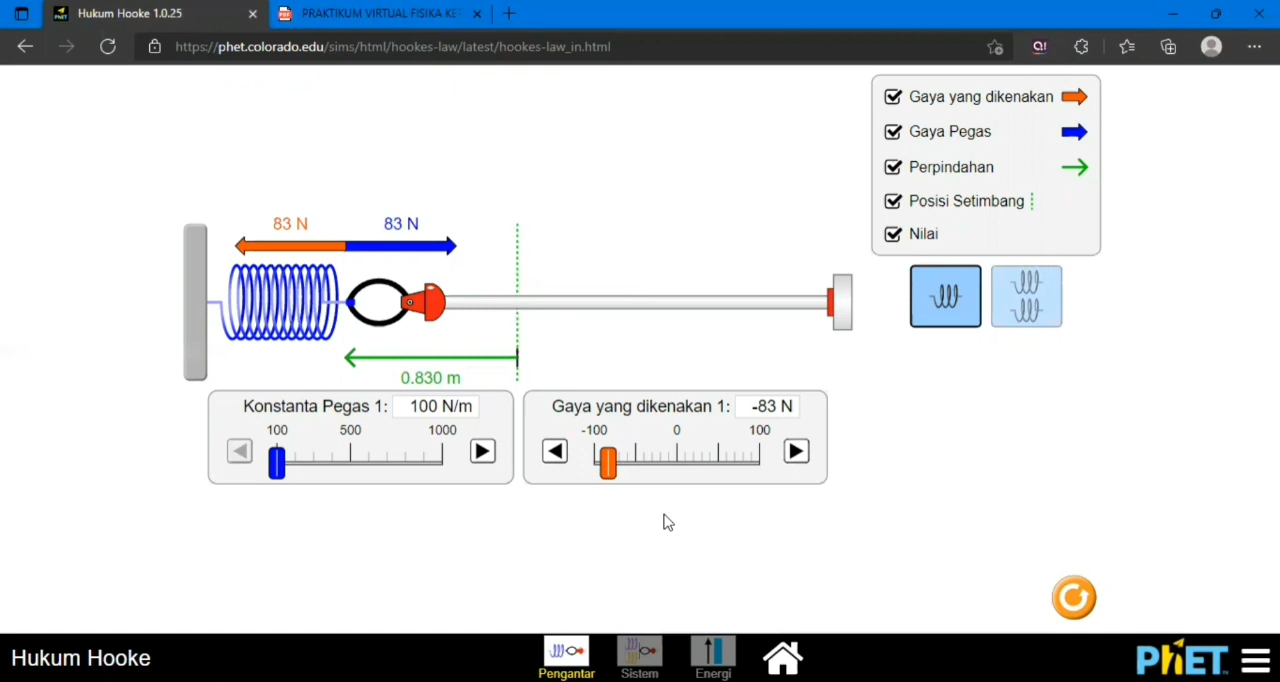 Hukum Hooke 1.0.25
PRAKTIKUM VIRTUAL FISIKA KE
https://phet.colorado.edu/sims/html/hookes-law/latest/hookes-law_in.html
Gaya yang dikenakan
Gaya Pegas
Perpindahan
Posisi Setimbang
Nilai
83 N 83 N
0.830 m
Konstanta Pegas 1: 100 N/m
100 500 1000
Gaya yang dikenakan 1: -83 N
-100 0 100
Hukum Hooke
Pengantar
Sistem
Energi
PhET